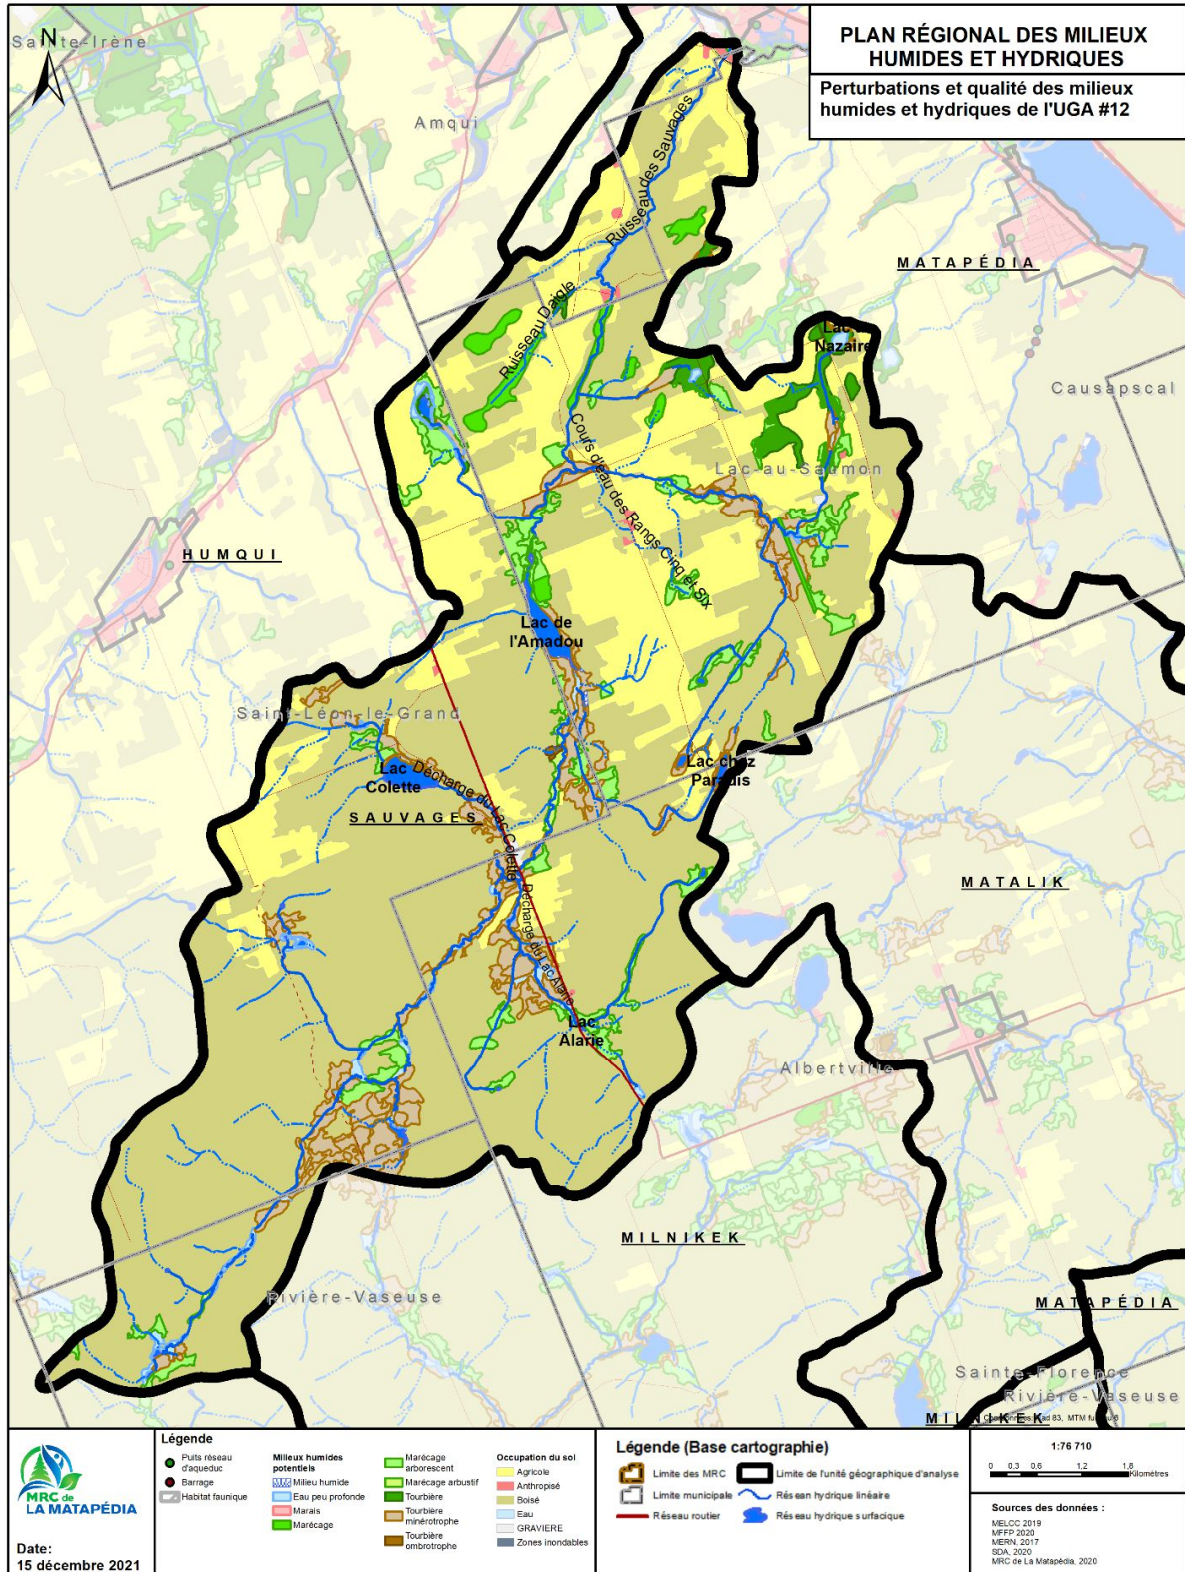 PLAN RÉGIONAL DES MILIEUX
HUMIDES ET HYDRIQUES
Perturbations et qualité des milieux
humides et hydriques de l'UGA #12
N
Sainte-Irène
Amqui
Ruisseau des Sauvages
MATAPÉDIA
Ruisseau Daigle
Lac
Nazaire
Causapscal
Cours d'eau des Rangs Cinq et Six
Lac-au-Saumon
HUMQUI
Lac de
l'Amadou
Saint-Léon-le-Grand
Lac
Colette
Décharge du Lac Colette
Lac chez
Paradis
SAUVAGES
MATALIK
Décharge du Lac Alarie
Lac
Alarie
Albertville
MILNIKEK
Rivière-Vaseuse
MATAPÉDIA
Sainte-Florence
Rivière-Vaseuse
MILNIKEK
MRC de
LA MATAPÉDIA
Date:
15 décembre 2021
Légende
Puits réseau
d'aqueduc
Barrage
Habitat faunique
Milieux humides
potentiels
Milieu humide
Eau peu profonde
Marais
Marécage
Marécage
arborescent
Marécage arbustif
Tourbière
Tourbière
minérotrophe
Tourbière
ombrotrophe
Occupation du sol
Agricole
Anthropisé
Boisé
Eau
GRAVIERE
Zones inondables
Légende (Base cartographie)
Limite des MRC
Limite municipale
Réseau routier
Limite de l'unité géographique d'analyse
Réseau hydrique linéaire
Réseau hydrique surfacique
1:76 710
0 0,3 0,6 1,2 1,8
Kilomètres
Sources des données :
MELCC 2019
MFFP 2020
MERN, 2017
SDA, 2020
MRC de La Matapédia, 2020